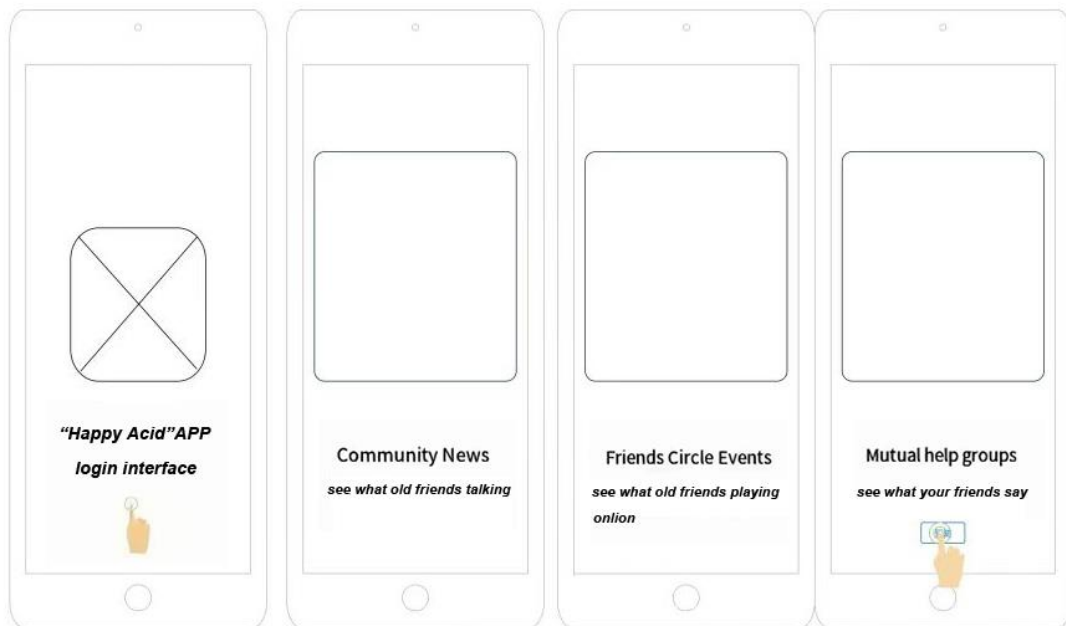 “Happy Acid”APP
login interface
Community News
see what old friends talking
Friends Circle Events
see what old friends playing
onlion
Mutual help groups
see what your friends say